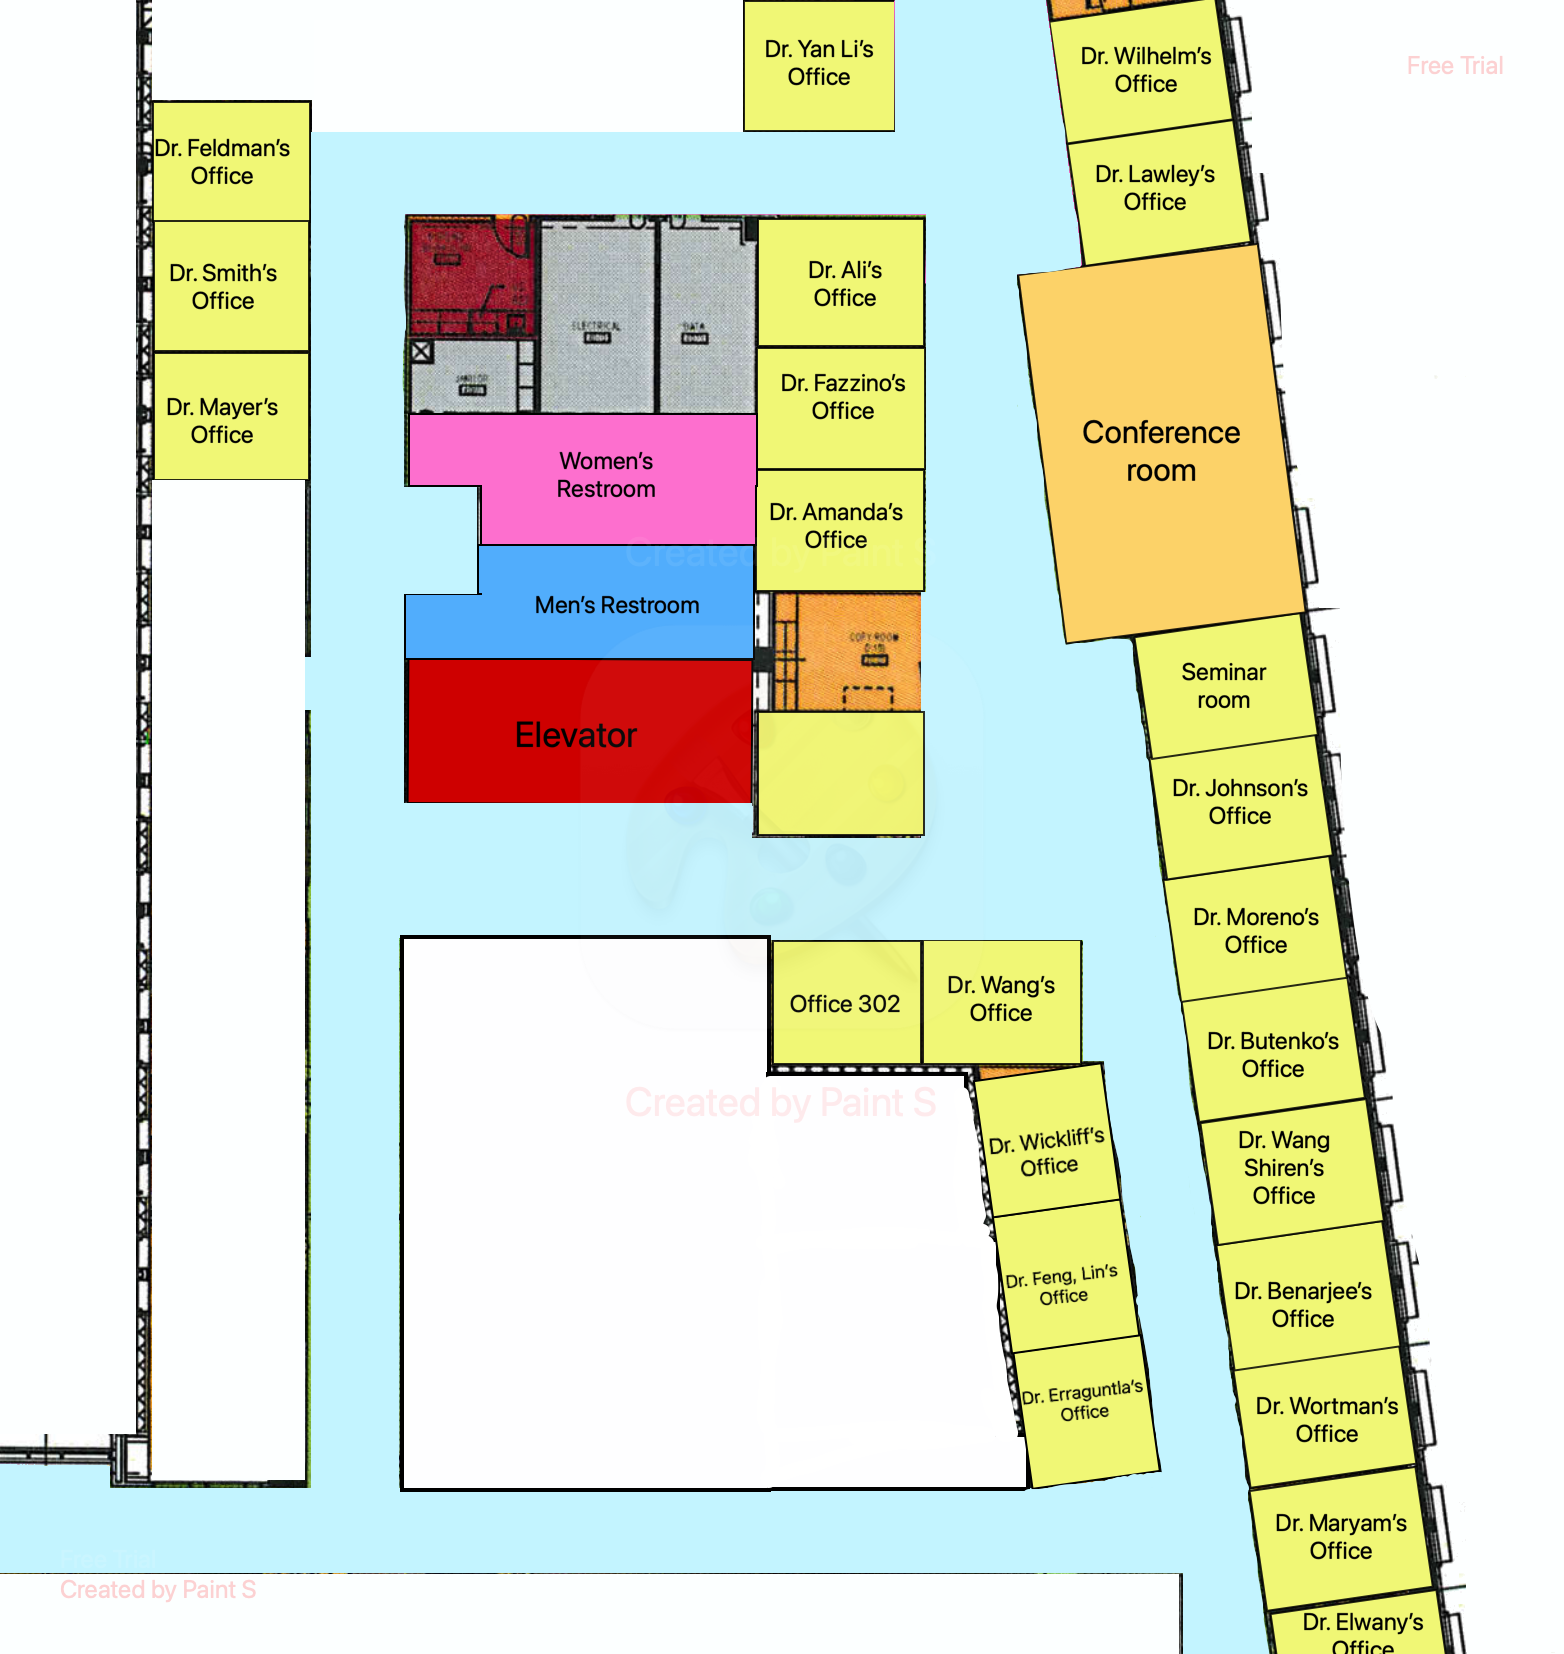 Dr. Yan Li's
Office
Dr. Wilhelm's
Office
Free Trial
Dr. Feldman's
Office
Dr. Lawley's
Office
Dr. Smith's
Office
Dr. Ali's
Office
ELECTRICAL
DATA
Dr. Mayer's
Office
JANITOR
Dr. Fazzino's
Office
Conference
room
Women's
Restroom
Dr. Amanda's
Office
Created by Paint S
Men's Restroom
COPY ROOM
Seminar
room
Elevator
Dr. Johnson's
Office
Dr. Moreno's
Office
Office 302
Dr. Wang's
Office
Dr. Butenko's
Office
Created by Paint S
Dr. Wickliff's
Office
Dr. Wang
Shiren's
Office
Dr. Feng, Lin's
Office
Dr. Benarjee's
Office
Dr. Erraguntla's
Office
Dr. Wortman's
Office
Dr. Maryam's
Office
Free Trial
Created by Paint S
Dr. Elwany's
Office